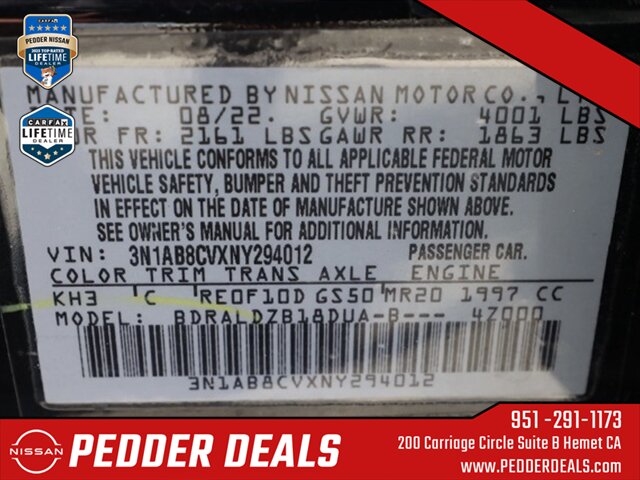 CARFAX
PEDDER NISSAN
2023 TOP-RATED
LIFETIME
DEALER
CARFAX
LIFETIME
DEALER
MANUFACTURED BY NISSAN MOTOR CO., LT
TE: 08/22. GVWR: 4001 LBS
R FR: 2161 LBS GAWR RR: 1863 LBS
THIS VEHICLE CONFORMS TO ALL APPLICABLE FEDERAL MOTOR
VEHICLE SAFETY, BUMPER AND THEFT PREVENTION STANDARDS
IN EFFECT ON THE DATE OF MANUFACTURE SHOWN ABOVE.
SEE OWNER'S MANUAL FOR ADDITIONAL INFORMATION.
VIN: 3N1AB8CVXNY294012 PASSENGER CAR.
COLOR TRIM TRANS AXLE ENGINE
KH3 C RE0F10D GS50 MR20 1997 CC
MODEL: BDRALDZB18DUA-B--- 4Z000
3N1AB8CVXNY294012
NISSAN
PEDDER DEALS
951 -291-1173
200 Carriage Circle Suite B Hemet CA
WWW.PEDDERDEALS.COM